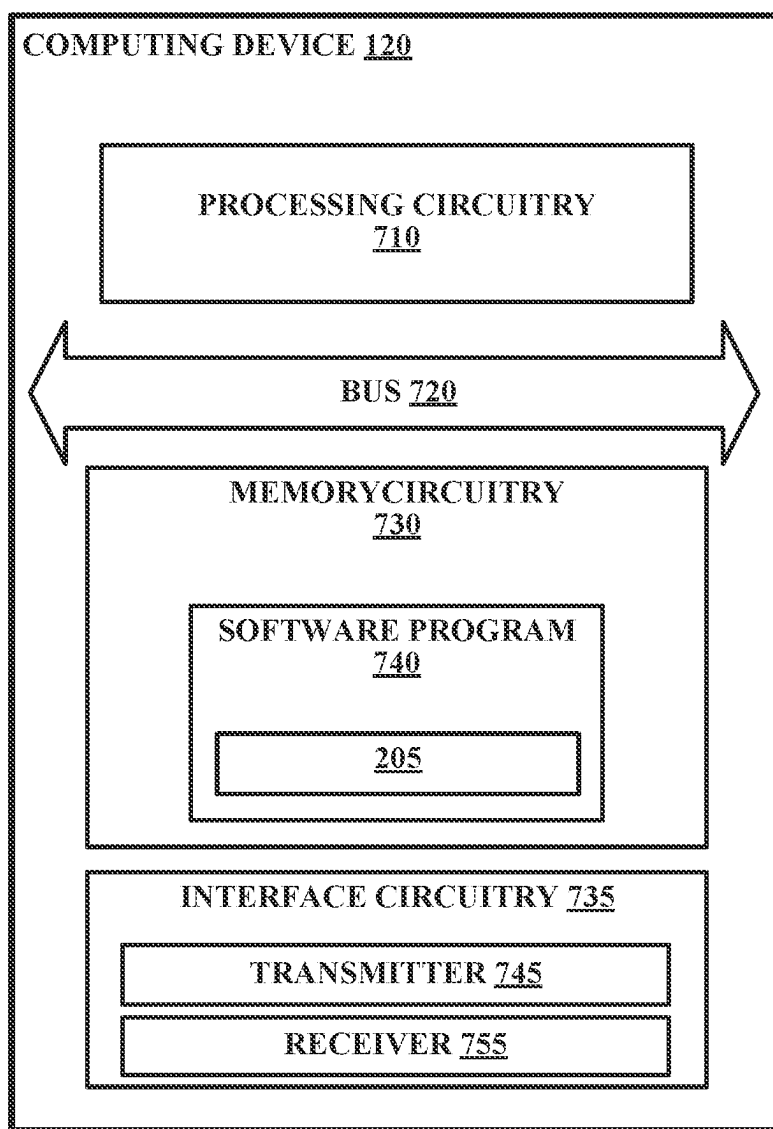 COMPUTING DEVICE 120
PROCESSING CIRCUITRY
710
BUS 720
MEMORYCIRCUITRY
730
SOFTWARE PROGRAM
740
205
INTERFACE CIRCUITRY 735
TRANSMITTER 745
RECEIVER 755